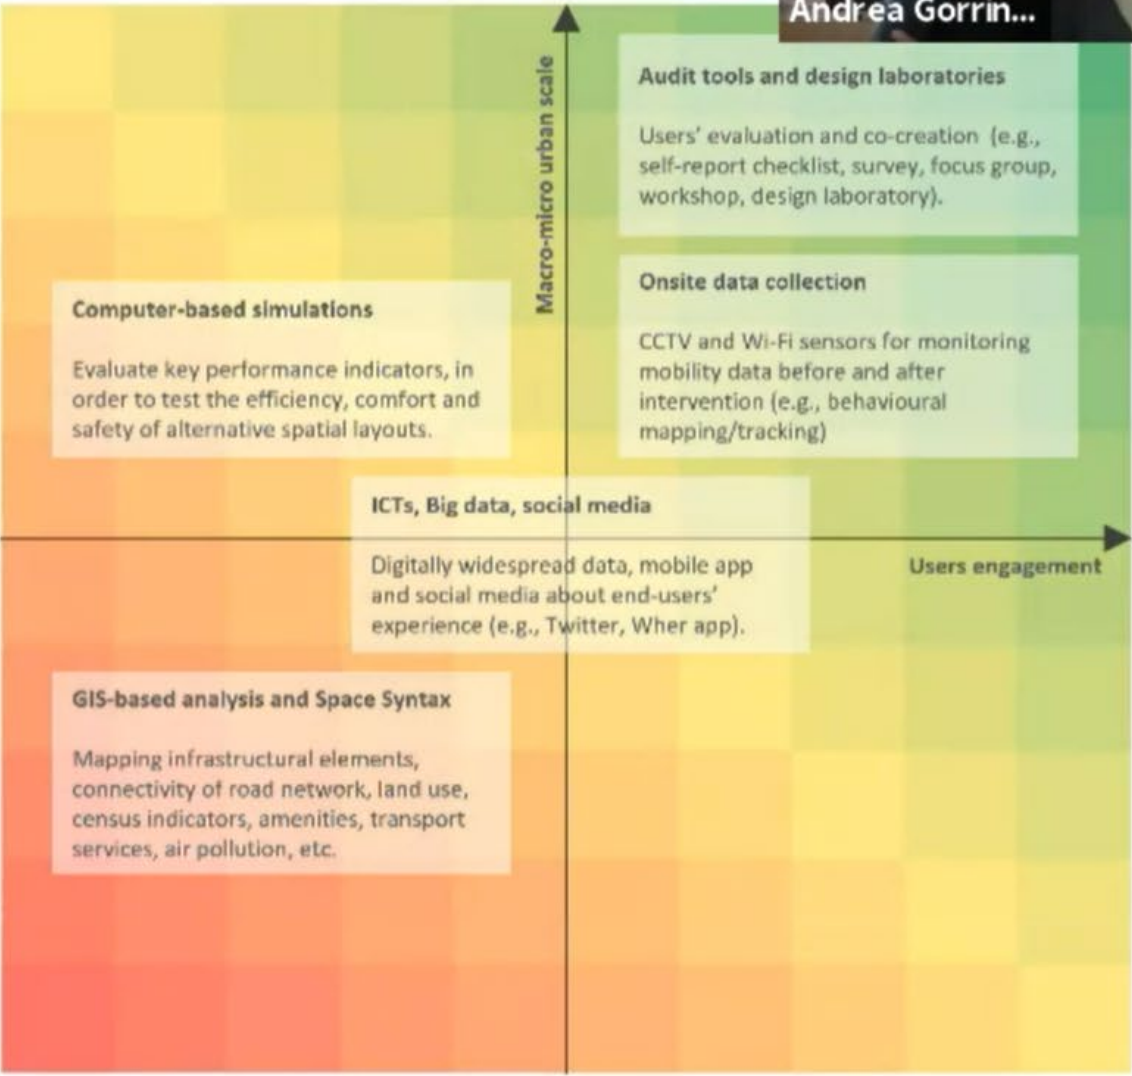 Andrea Gorrin...
Macro-micro urban scale
Audit tools and design laboratories
Users' evaluation and co-creation (e.g.,
self-report checklist, survey, focus group,
workshop, design laboratory).
Onsite data collection
CCTV and Wi-Fi sensors for monitoring
mobility data before and after
intervention (e.g., behavioural
mapping/tracking)
Computer-based simulations
Evaluate key performance indicators, in
order to test the efficiency, comfort and
safety of alternative spatial layouts.
ICTs, Big data, social media
Digitally widespread data, mobile app
and social media about end-users'
experience (e.g., Twitter, Wher app).
Users engagement
GIS-based analysis and Space Syntax
Mapping infrastructural elements,
connectivity of road network, land use,
census indicators, amenities, transport
services, air pollution, etc.